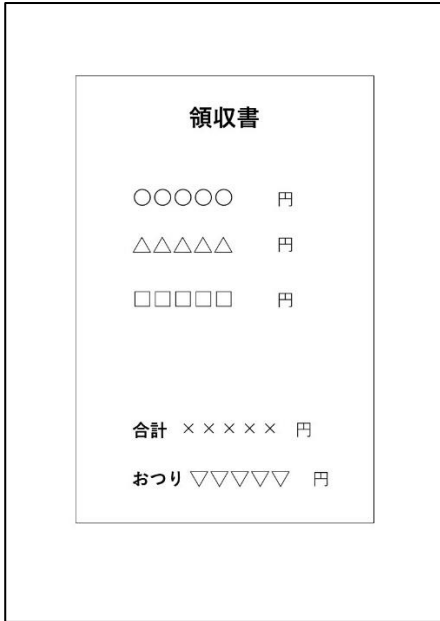 領収書
○○○○○ 円
△△△△△ 円
□□□□□ 円
合計 ××××× 円
おつり ▽▽▽▽▽ 円